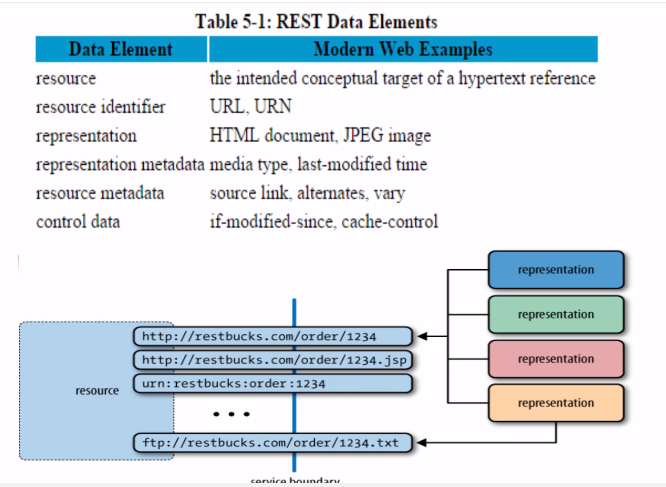 Table 5-1: REST Data Elements
Data Element Modern Web Examples
resource the intended conceptual target of a hypertext reference
resource identifier URL, URN
representation HTML document, JPEG image
representation metadata media type, last-modified time
resource metadata source link, alternates, vary
control data if-modified-since, cache-control
representation
representation
representation
representation
resource
http://restbucks.com/order/1234
http://restbucks.com/order/1234.jsp
urn:restbucks:order:1234
...
ftp://restbucks.com/order/1234.txt
service boundary